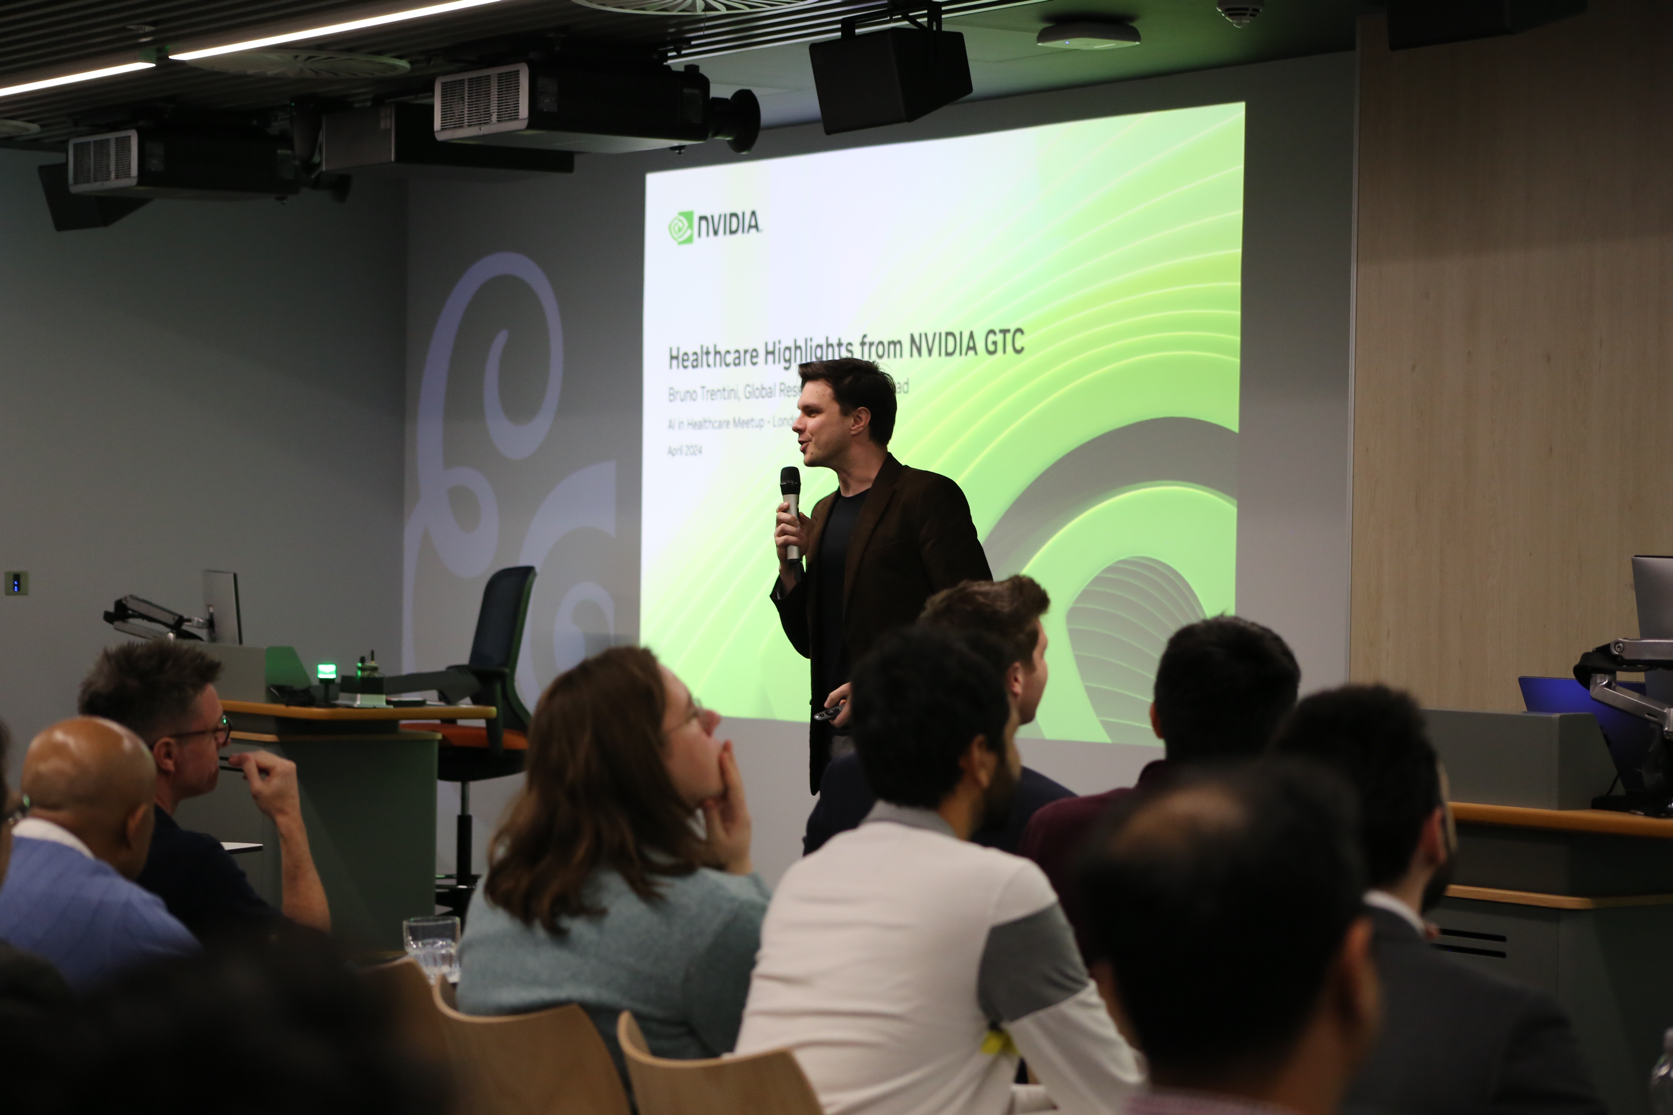 NVIDIA
Healthcare Highlights from NVIDIA GTC
Bruno Trentini, Global
AI in Healthcare Meetup -
April 2024